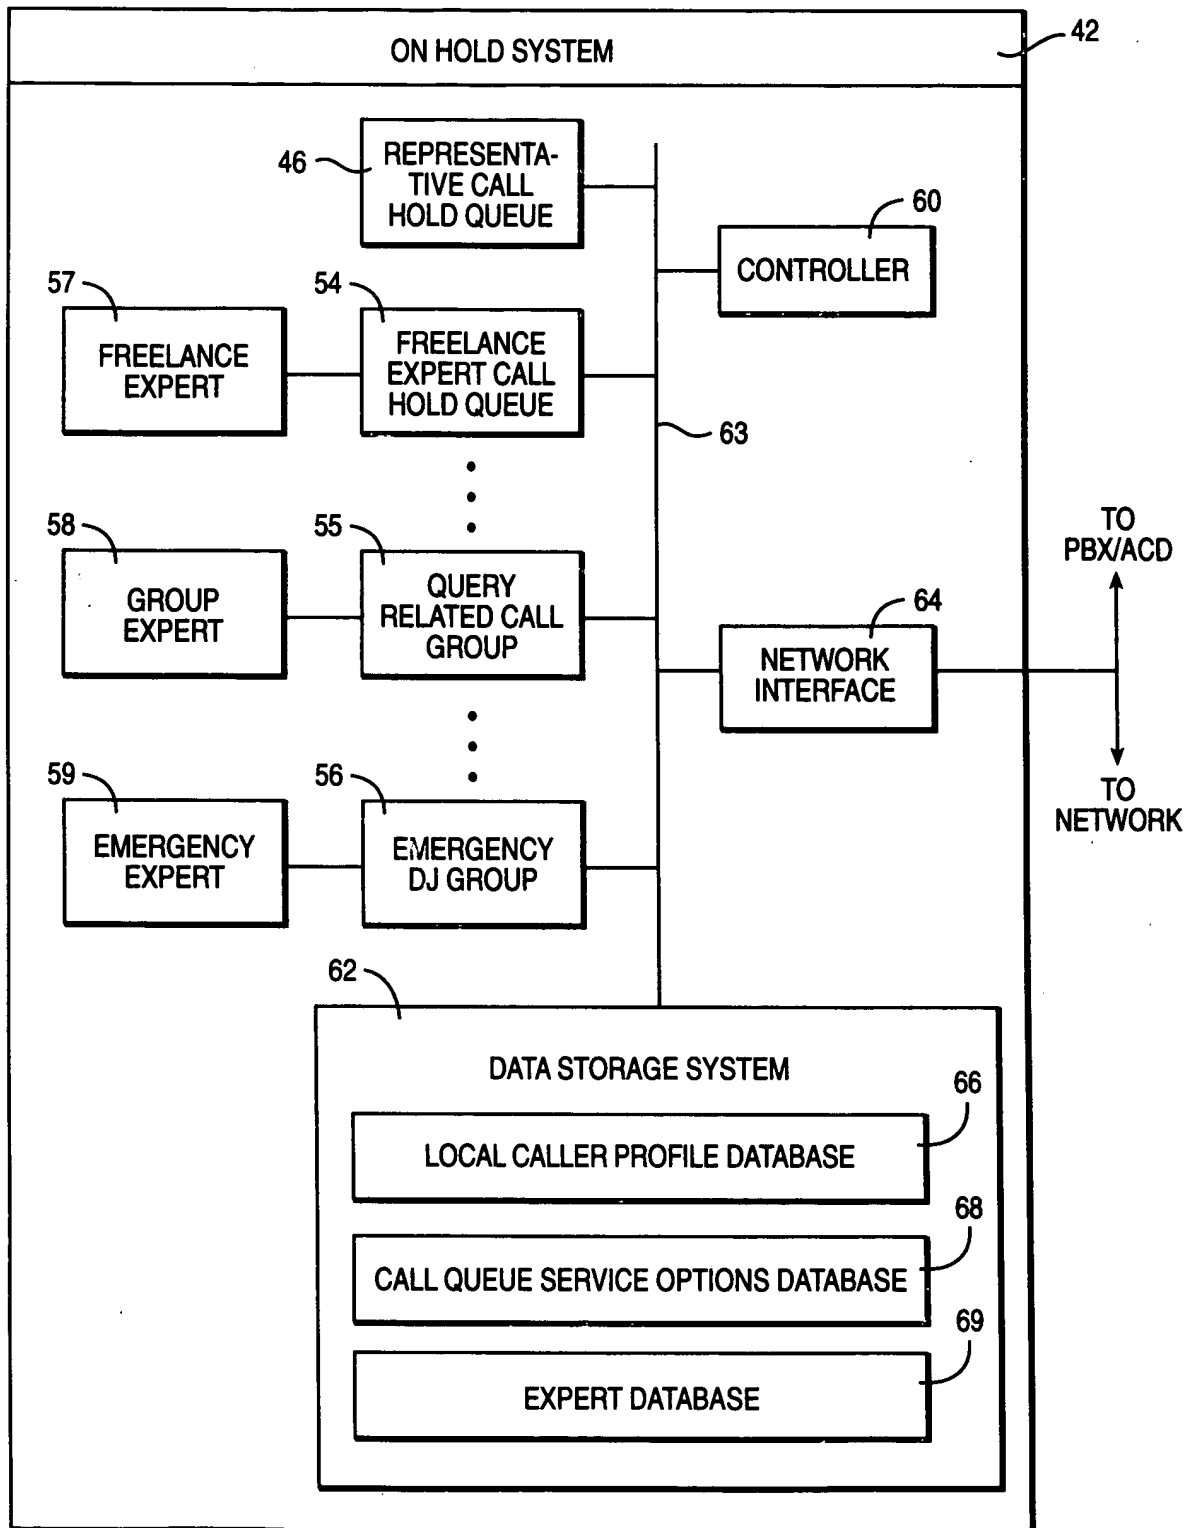 ON HOLD SYSTEM
42
46
REPRESENTA-
TIVE CALL
HOLD QUEUE
60
CONTROLLER
57
FREELANCE
EXPERT
54
FREELANCE
EXPERT CALL
HOLD QUEUE
63
58
GROUP
EXPERT
55
QUERY
RELATED CALL
GROUP
TO
PBX/ACD
64
NETWORK
INTERFACE
TO
NETWORK
59
EMERGENCY
EXPERT
56
EMERGENCY
DJ GROUP
62
DATA STORAGE SYSTEM
66
LOCAL CALLER PROFILE DATABASE
68
CALL QUEUE SERVICE OPTIONS DATABASE
69
EXPERT DATABASE